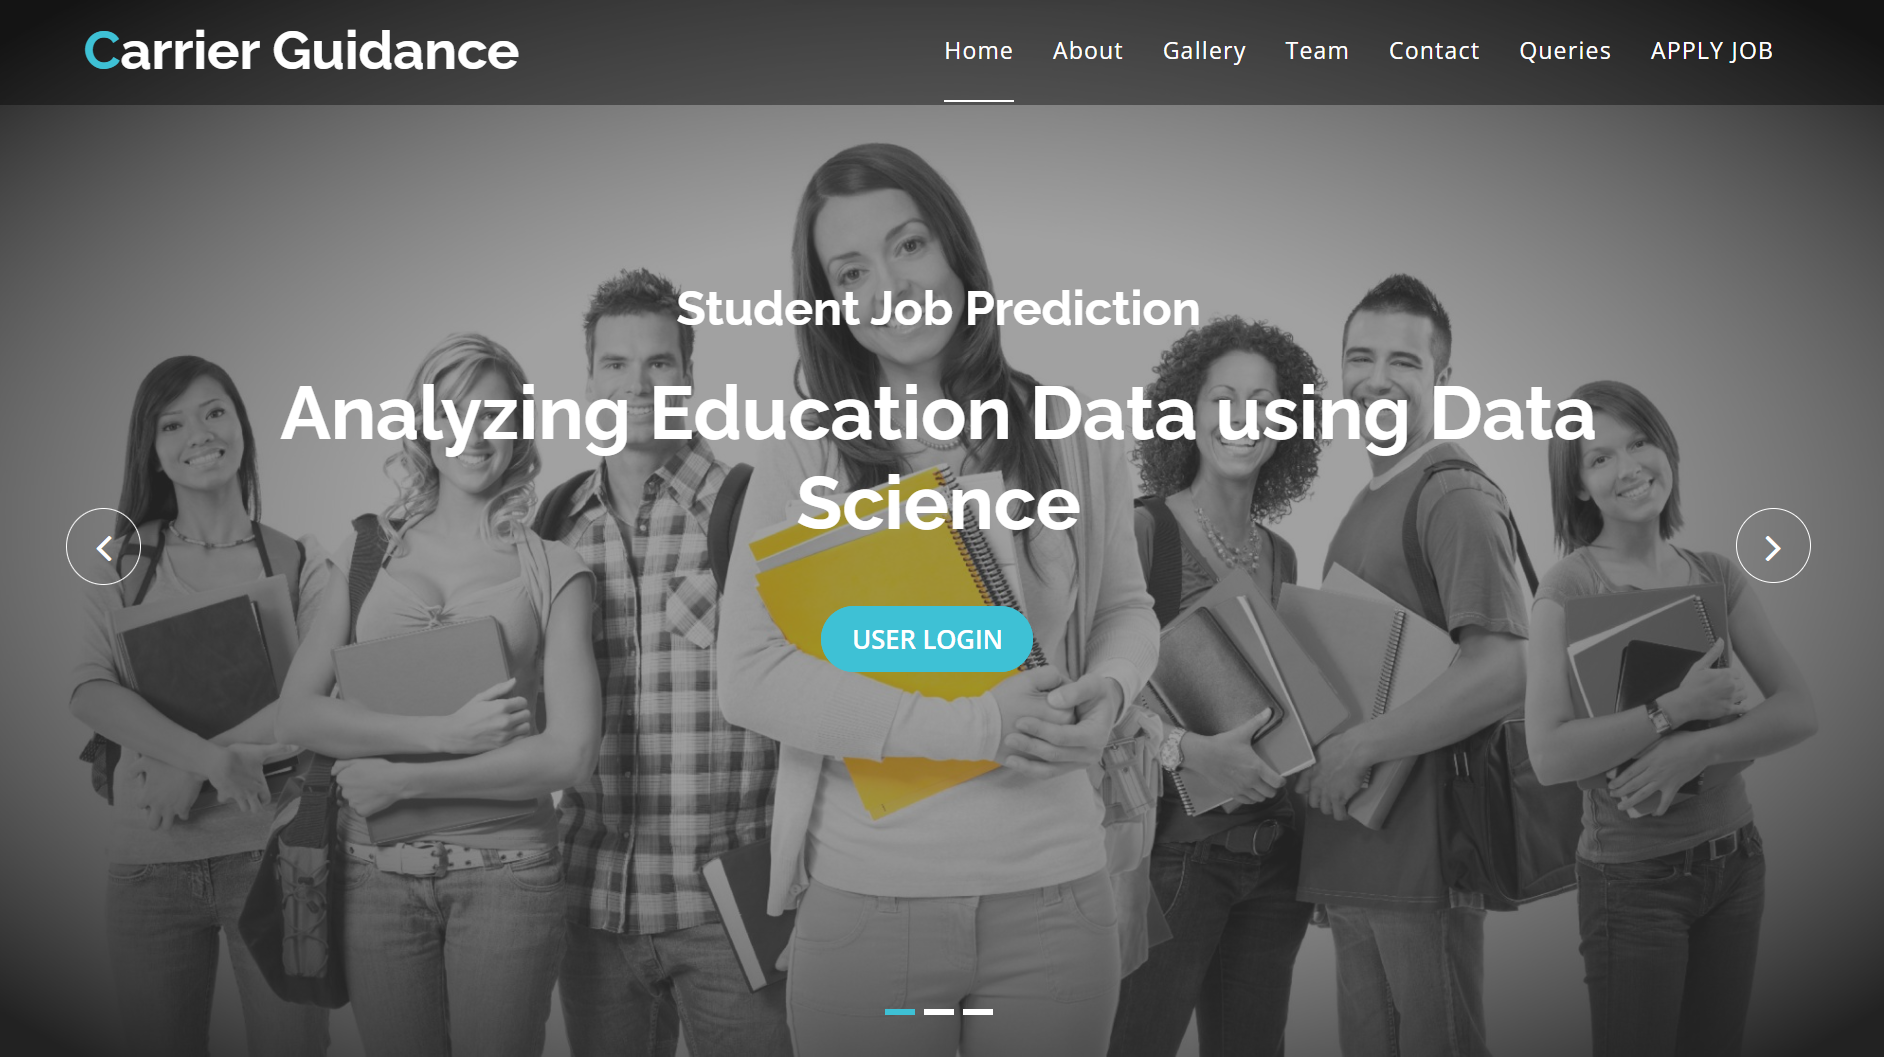 Carrier Guidance
Home About Gallery Team Contact Queries APPLY JOB
Student Job Prediction
Analyzing Education Data using Data
Science
USER LOGIN